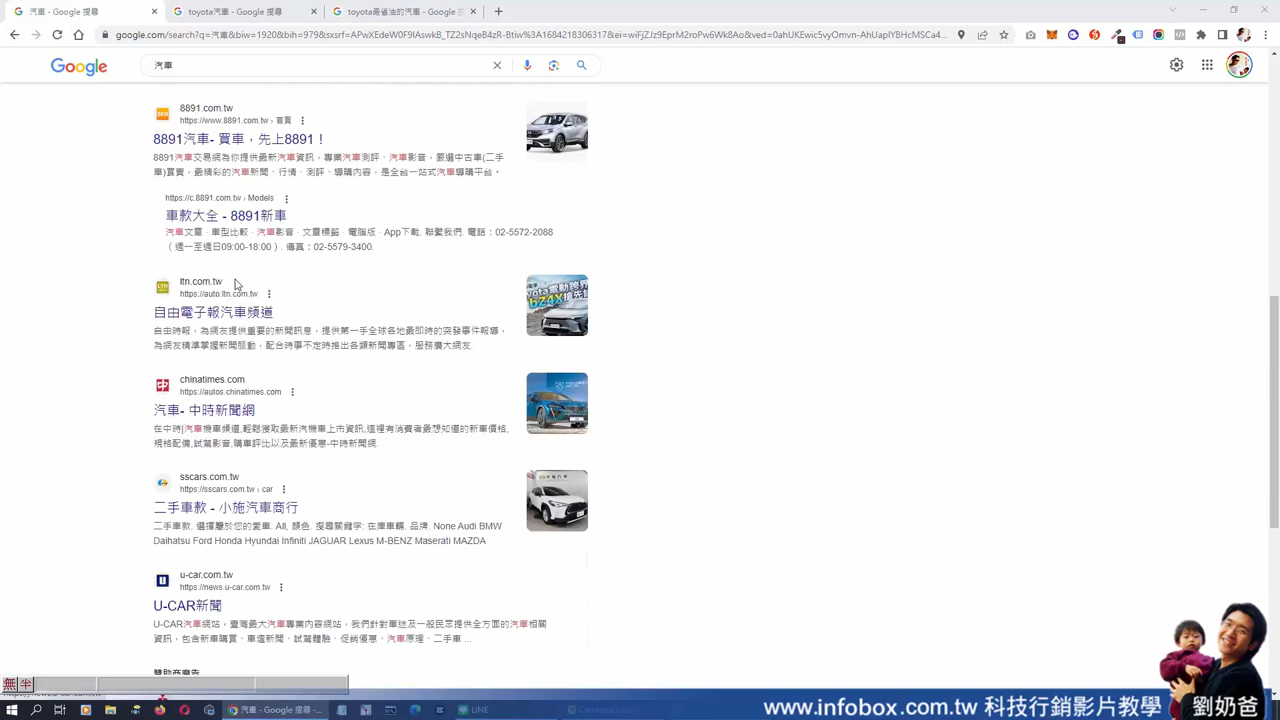 汽車 - Google 搜尋
toyota汽車 - Google 搜尋
toyota最省油的汽車 - Google 搜
google.com/search?q=汽車&biw=1920&bih=979&sxsrf=
Google
汽車
8891.com.tw
https://www.8891.com.tw › 首頁
8891汽車- 買車，先上8891！
8891汽車交易網為你提供最新汽車資訊，專業汽車測評、汽車影音，嚴選中古車(二手
車)買賣，最精彩的汽車新聞、行情、測評、導購內容，是全台一站式汽車導購平台。
https://c.8891.com.tw › Models
車款大全 - 8891新車
汽車文章 · 車型比較 · 汽車影音 · 文章標籤 · 電腦版 · App下載. 聯繫我們. 電話：02-5572-2088
（週一至週日09:00-18:00）. 傳真：02-5579-3400.
ltn.com.tw
https://auto.ltn.com.tw
自由電子報汽車頻道
自由時報，為網友提供重要的新聞訊息，提供第一手全球各地最即時的突發事件報導，
為網友精準掌握新聞脈動，配合時事不定時推出各類新聞專區，服務廣大網友.
chinatimes.com
https://autos.chinatimes.com
汽車- 中時新聞網
在中時|汽車機車頻道,輕鬆獲取最新汽機車上市資訊,這裡有消費者最想知道的新車價格,
規格配備,試駕影音,購車評比以及最新優惠-中時新聞網.
sscars.com.tw
https://sscars.com.tw › car
二手車款 - 小施汽車商行
二手車款. 選擇屬於您的愛車. All, 顏色. 搜尋關鍵字: 在庫車輛. 品牌. None Audi BMW
Daihatsu Ford Honda Hyundai Infiniti JAGUAR Lexus M-BENZ Maserati MAZDA
u-car.com.tw
https://news.u-car.com.tw
U-CAR新聞
U-CAR汽車網站，臺灣最大汽車專業內容網站，我們針對車迷及一般民眾提供全方面的汽車相關
資訊，包含新車購買、車壇新聞、試駕體驗、促銷優惠、汽車原理、二手車 ...
贊助商廣告
無 半
汽車 - Google 搜尋 -...
LINE
www.infobox.com.tw 科技行銷影片教學
劉奶爸